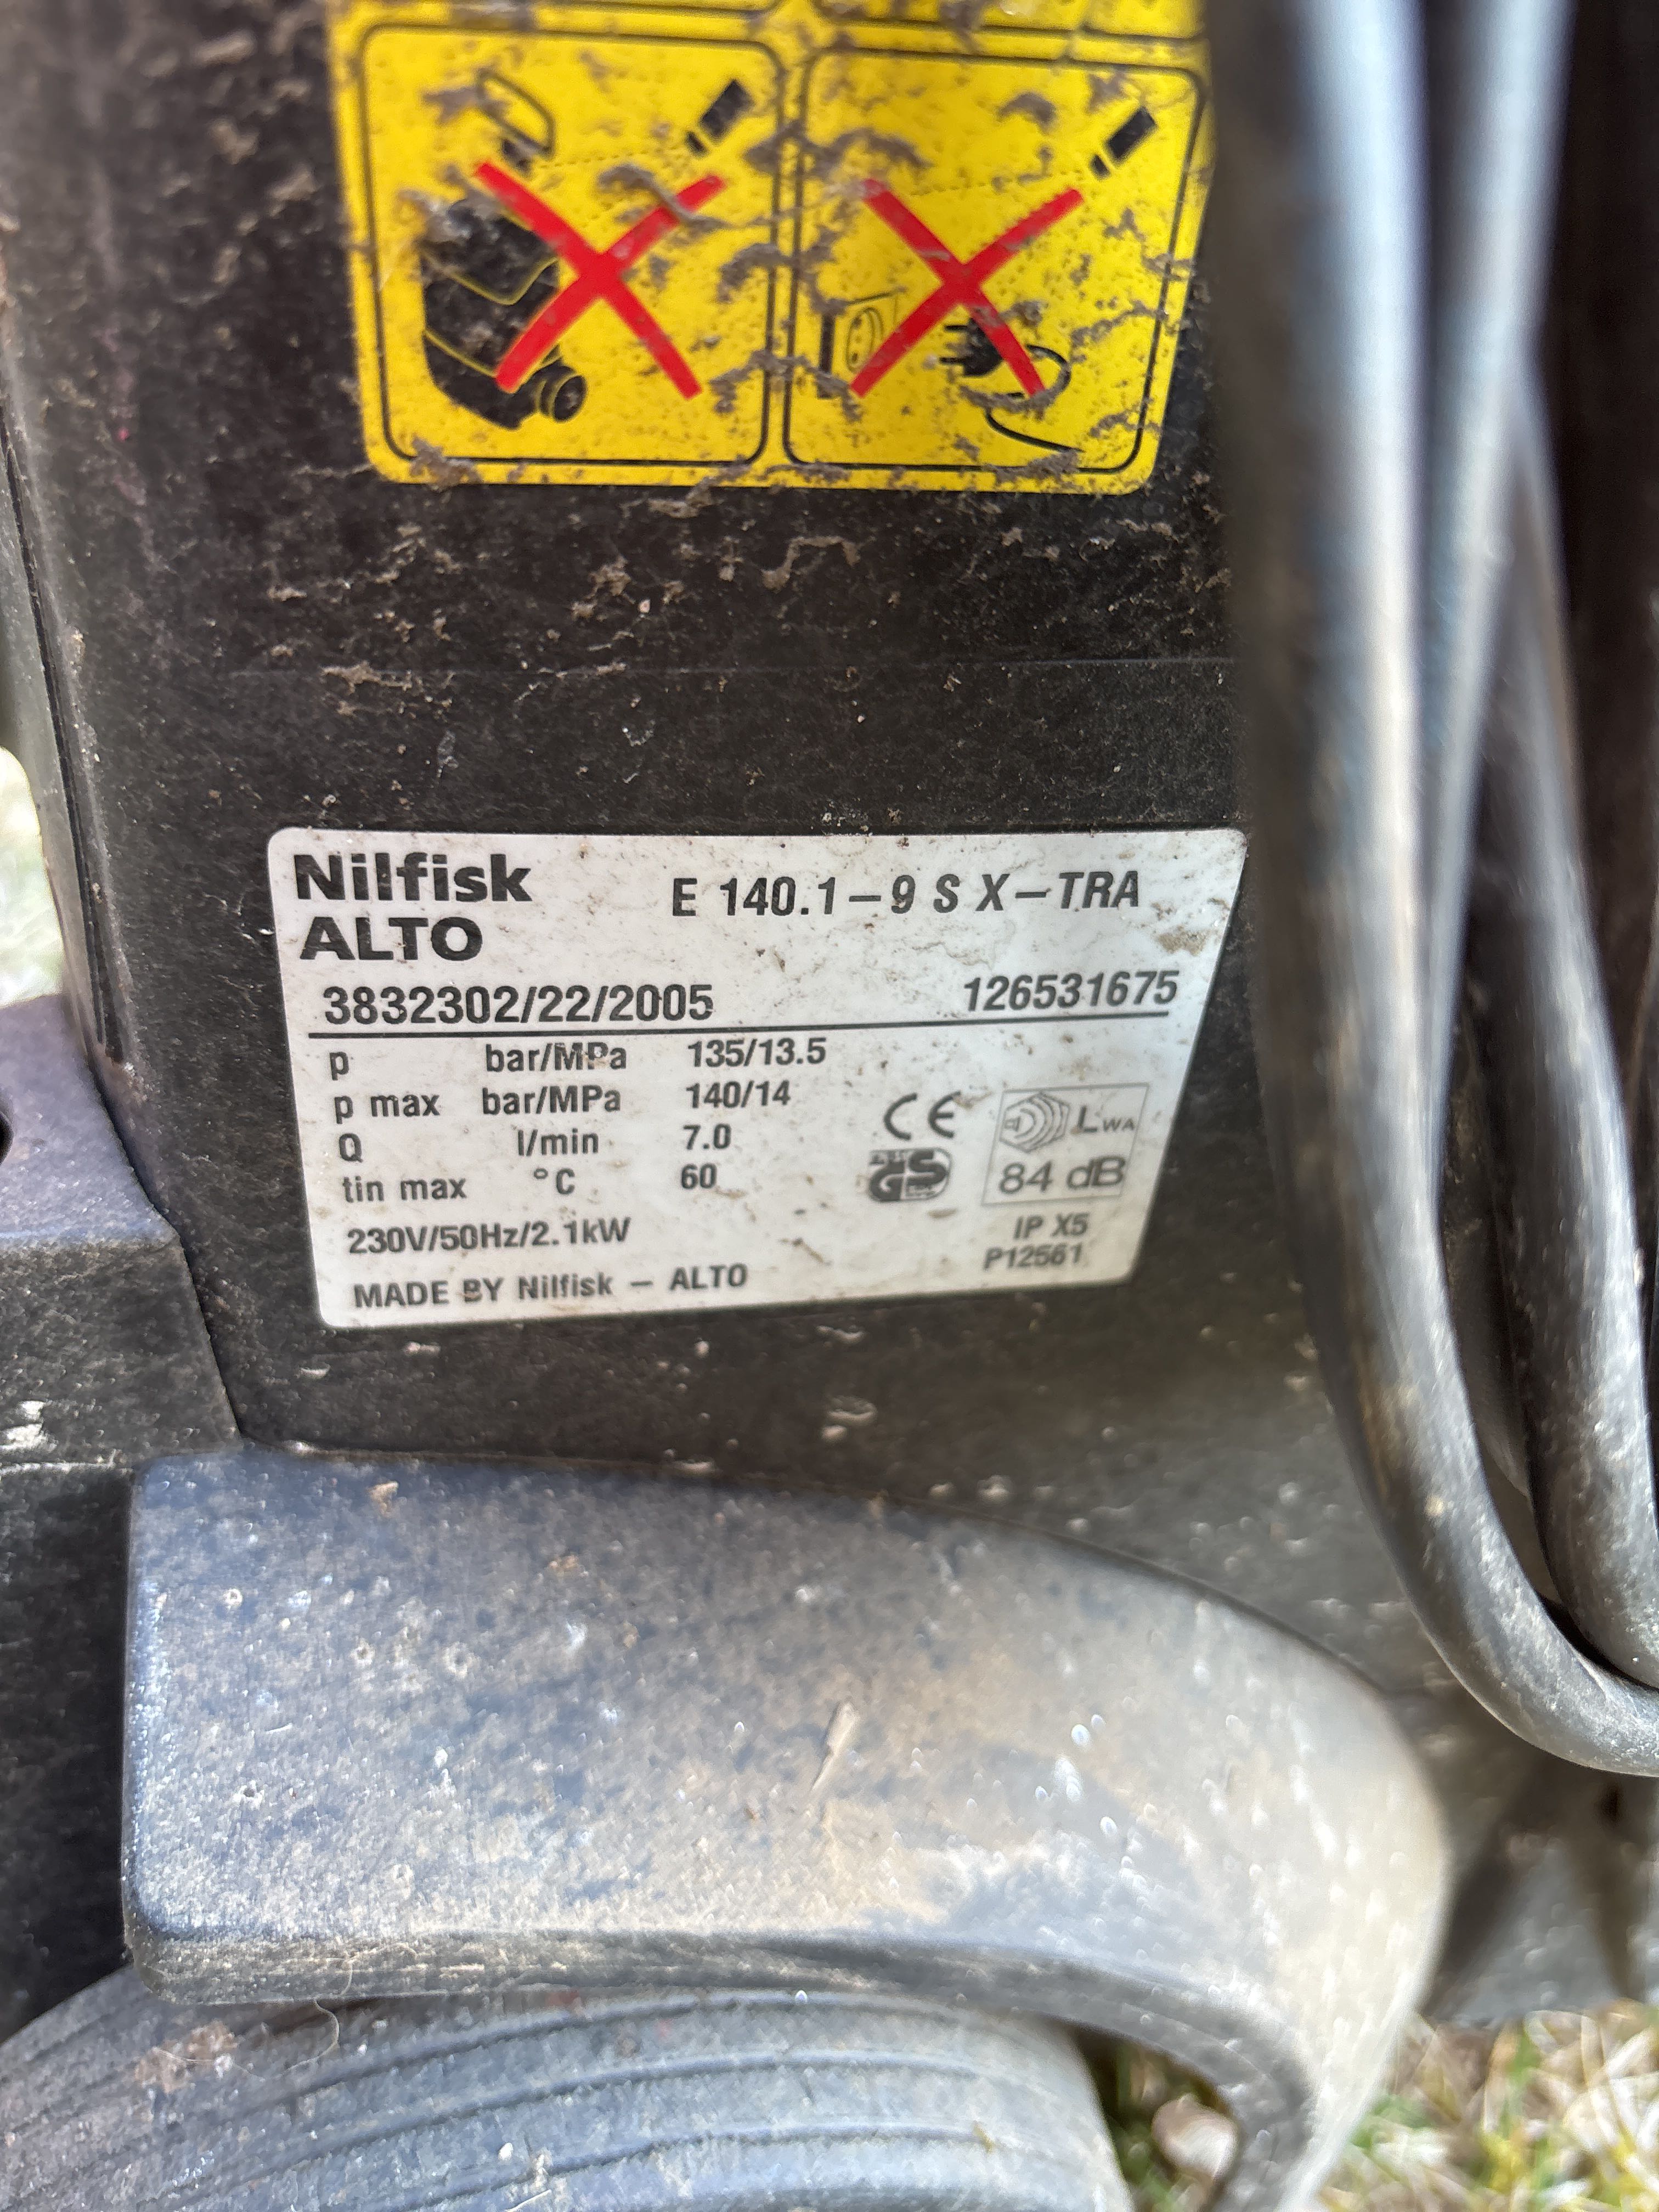 Nilfisk
ALTO
E 140.1-9 S X-TRA
3832302/22/2005 126531675
p bar/MPa 135/13.5
p max bar/MPa 140/14
Q l/min 7.0
tin max °C 60
CE
GS
LWA
84 dB
230V/50Hz/2.1kW
IP X5
P12561
MADE BY Nilfisk - ALTO